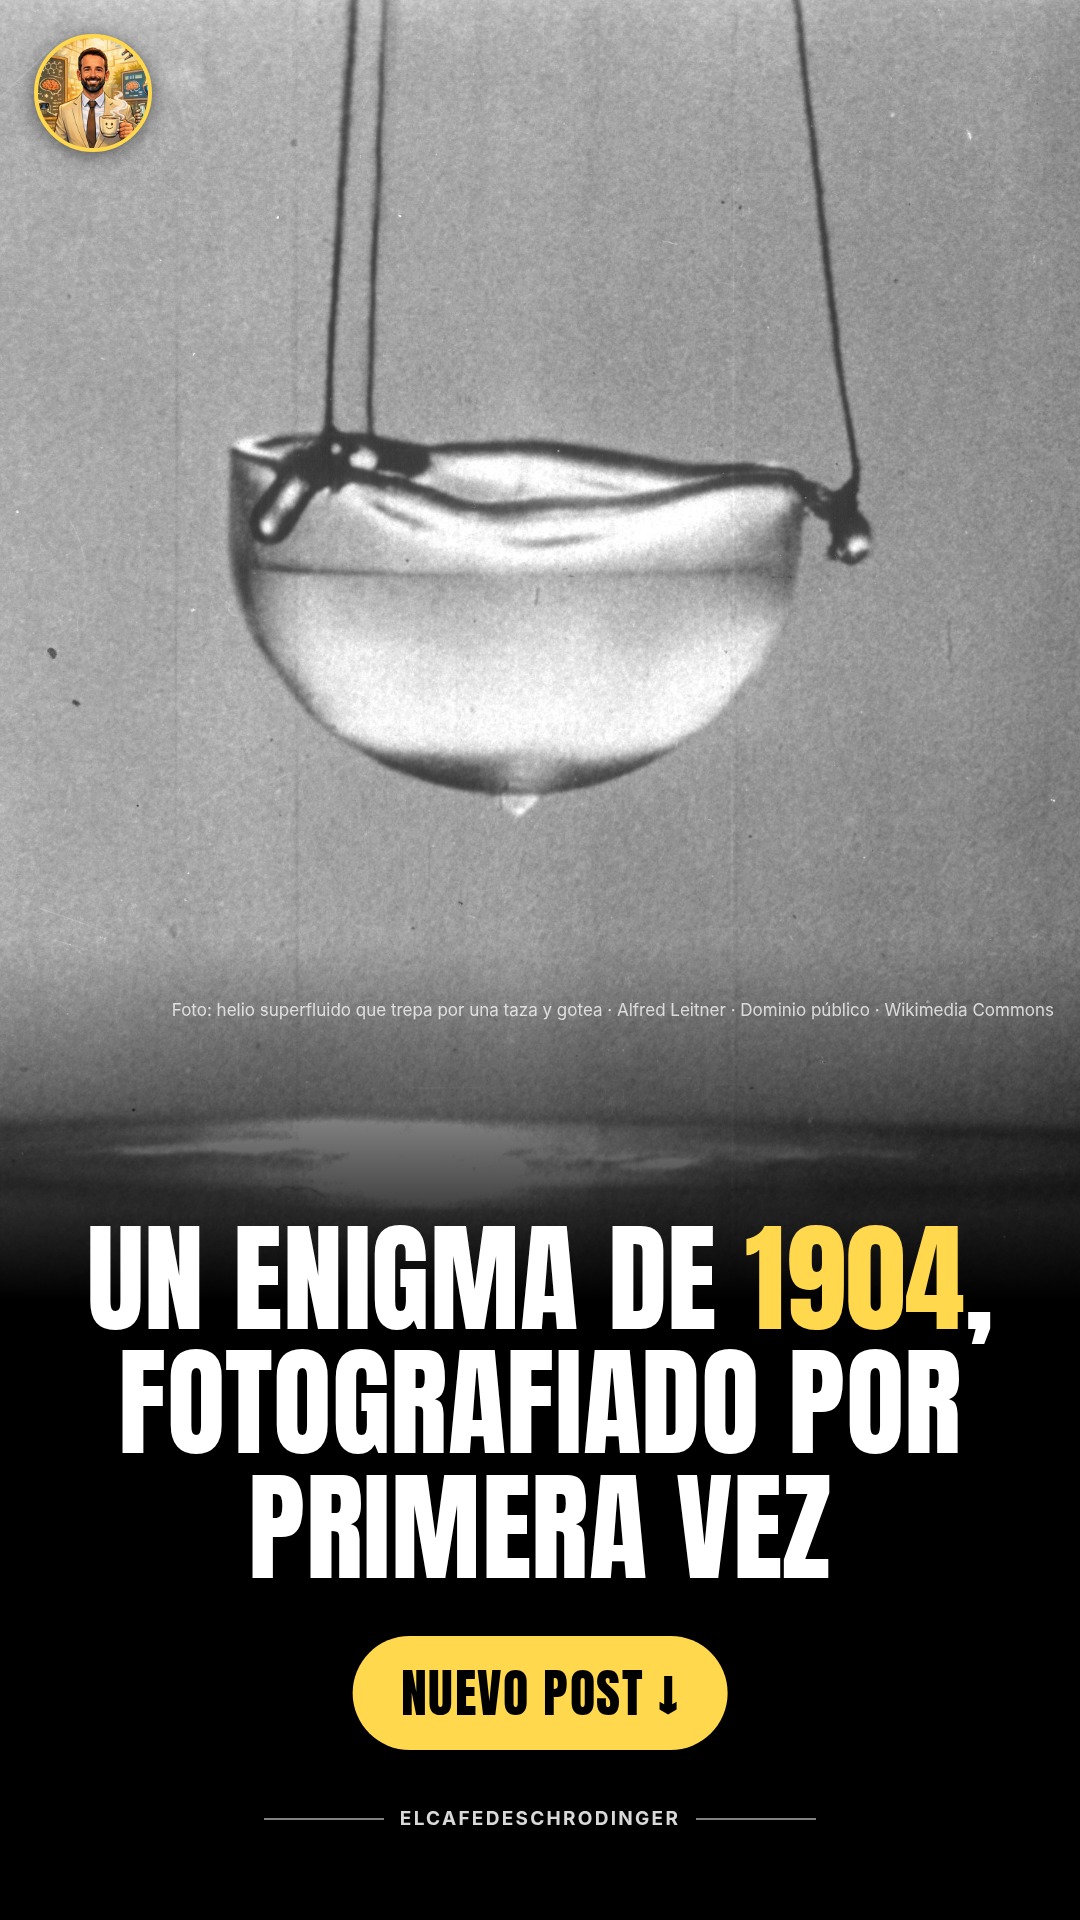 Foto: helio superfluido que trepa por una taza y gotea · Alfred Leitner · Dominio público · Wikimedia Commons
UN ENIGMA DE 1904,
FOTOGRAFIADO POR
PRIMERA VEZ
NUEVO POST ↓
ELCAFEDESCHRODINGER